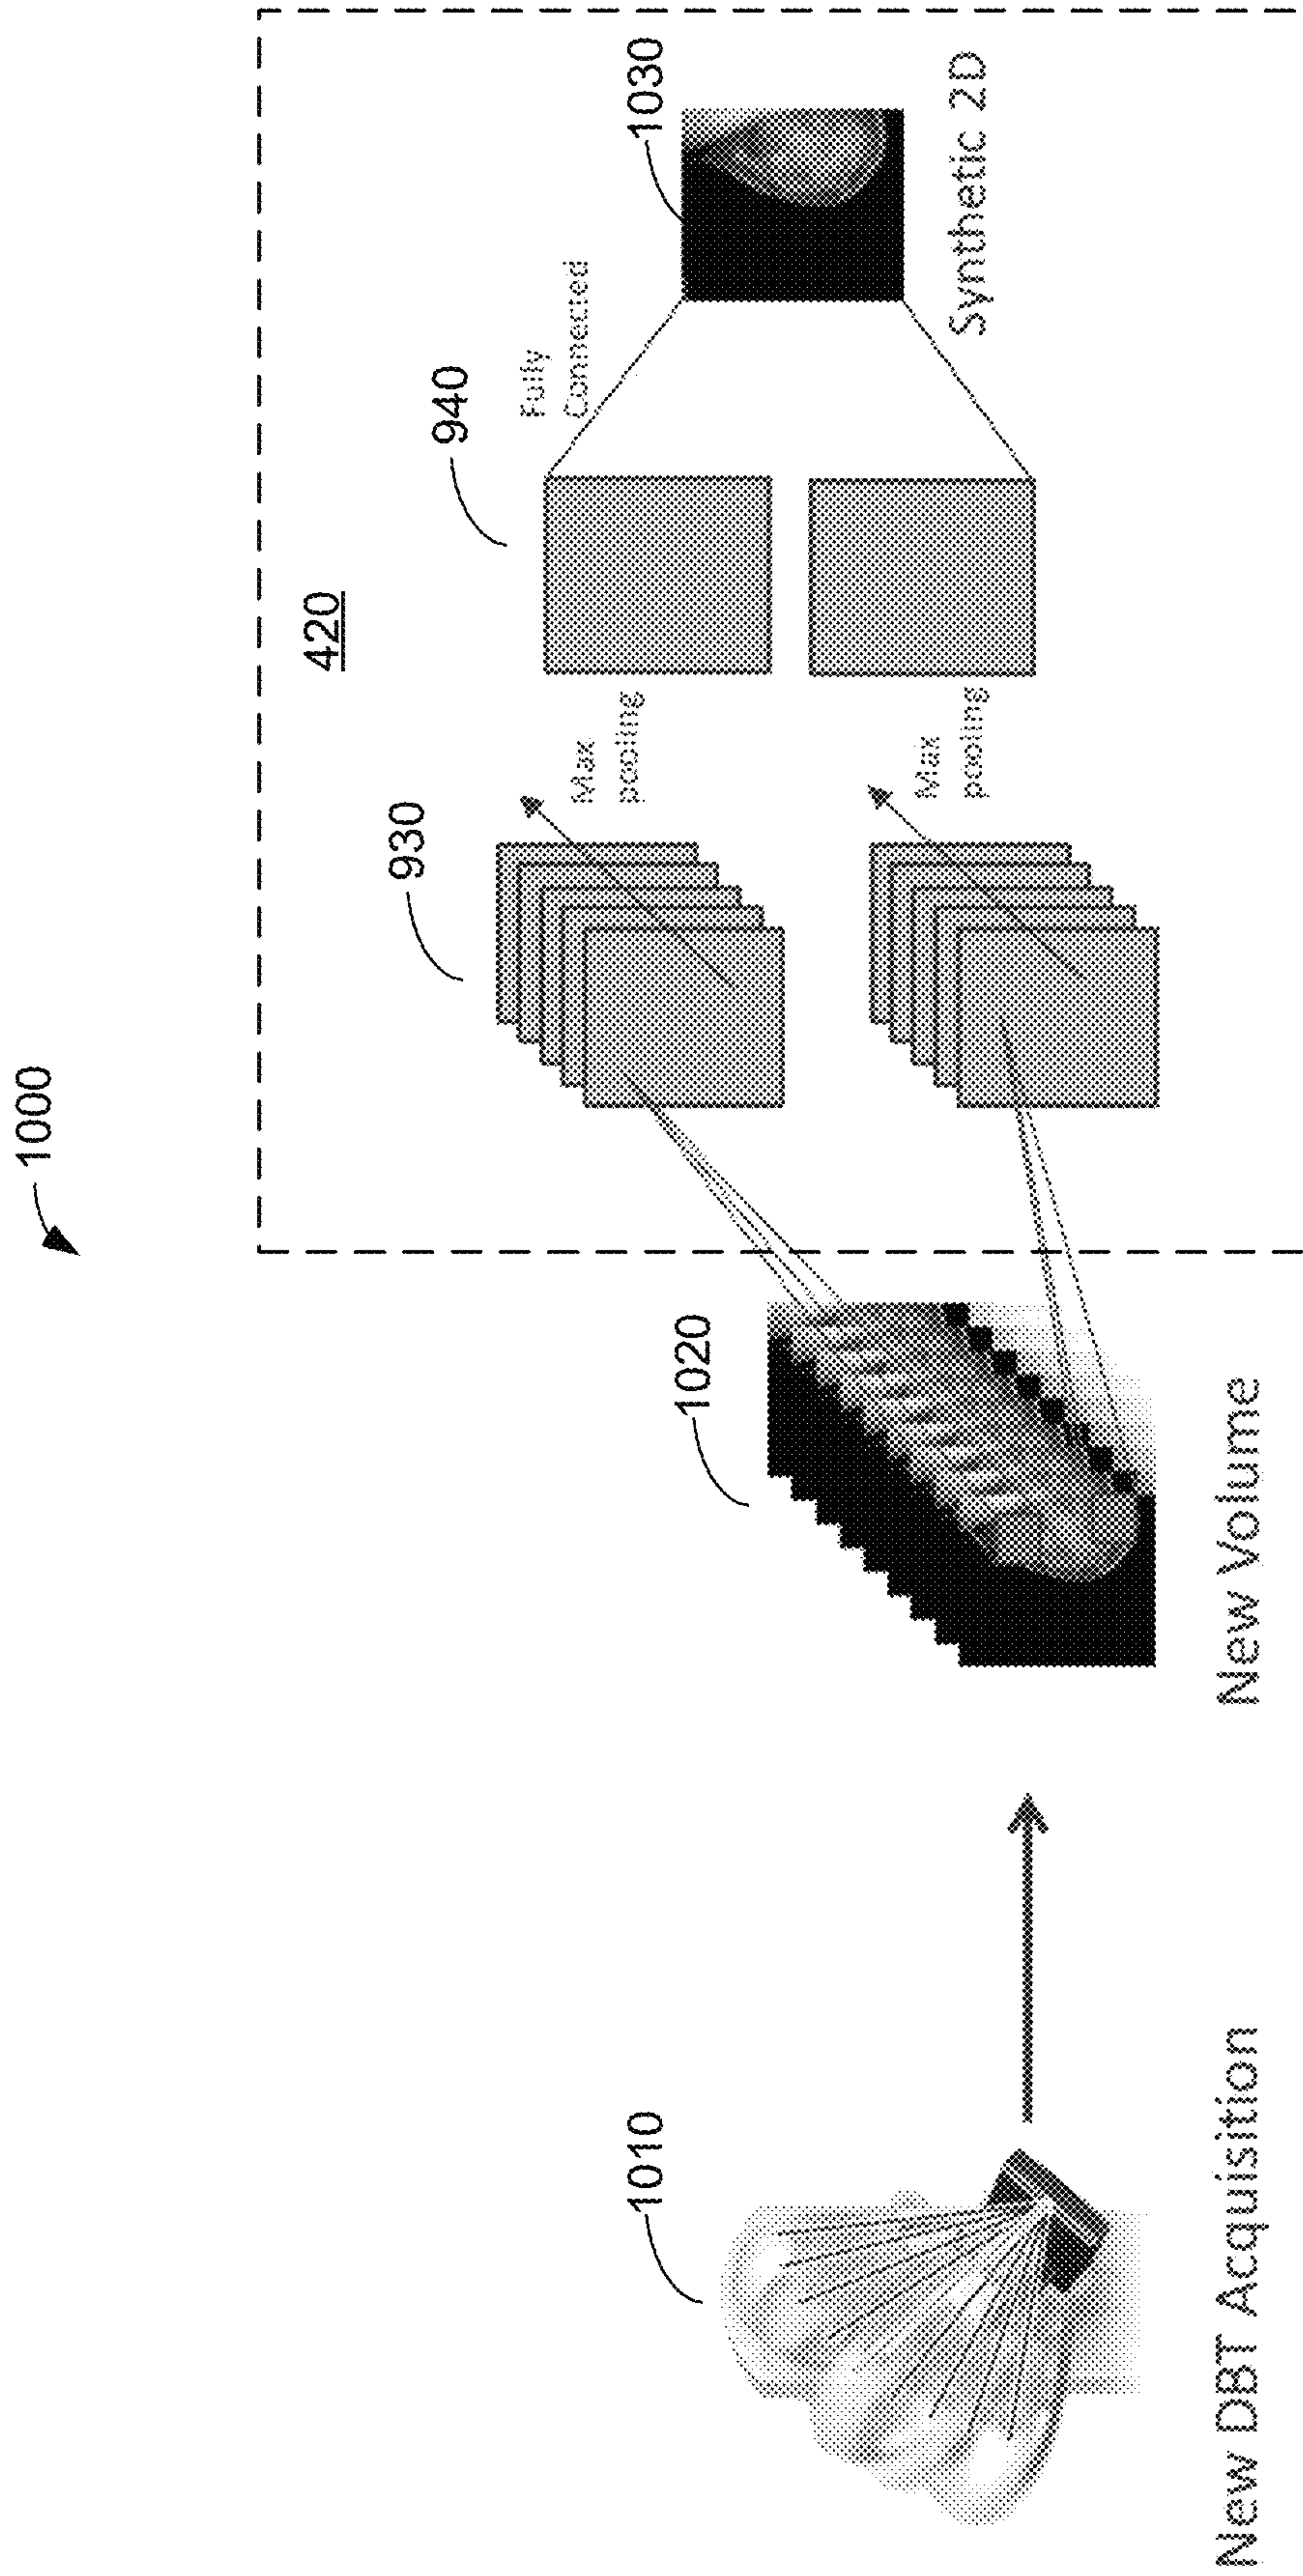 1000
420
1010
1020
930
940
1030
Max
pooling
Max
pooling
Fully
Connected
New DBT Acquisition
New Volume
Synthetic 2D